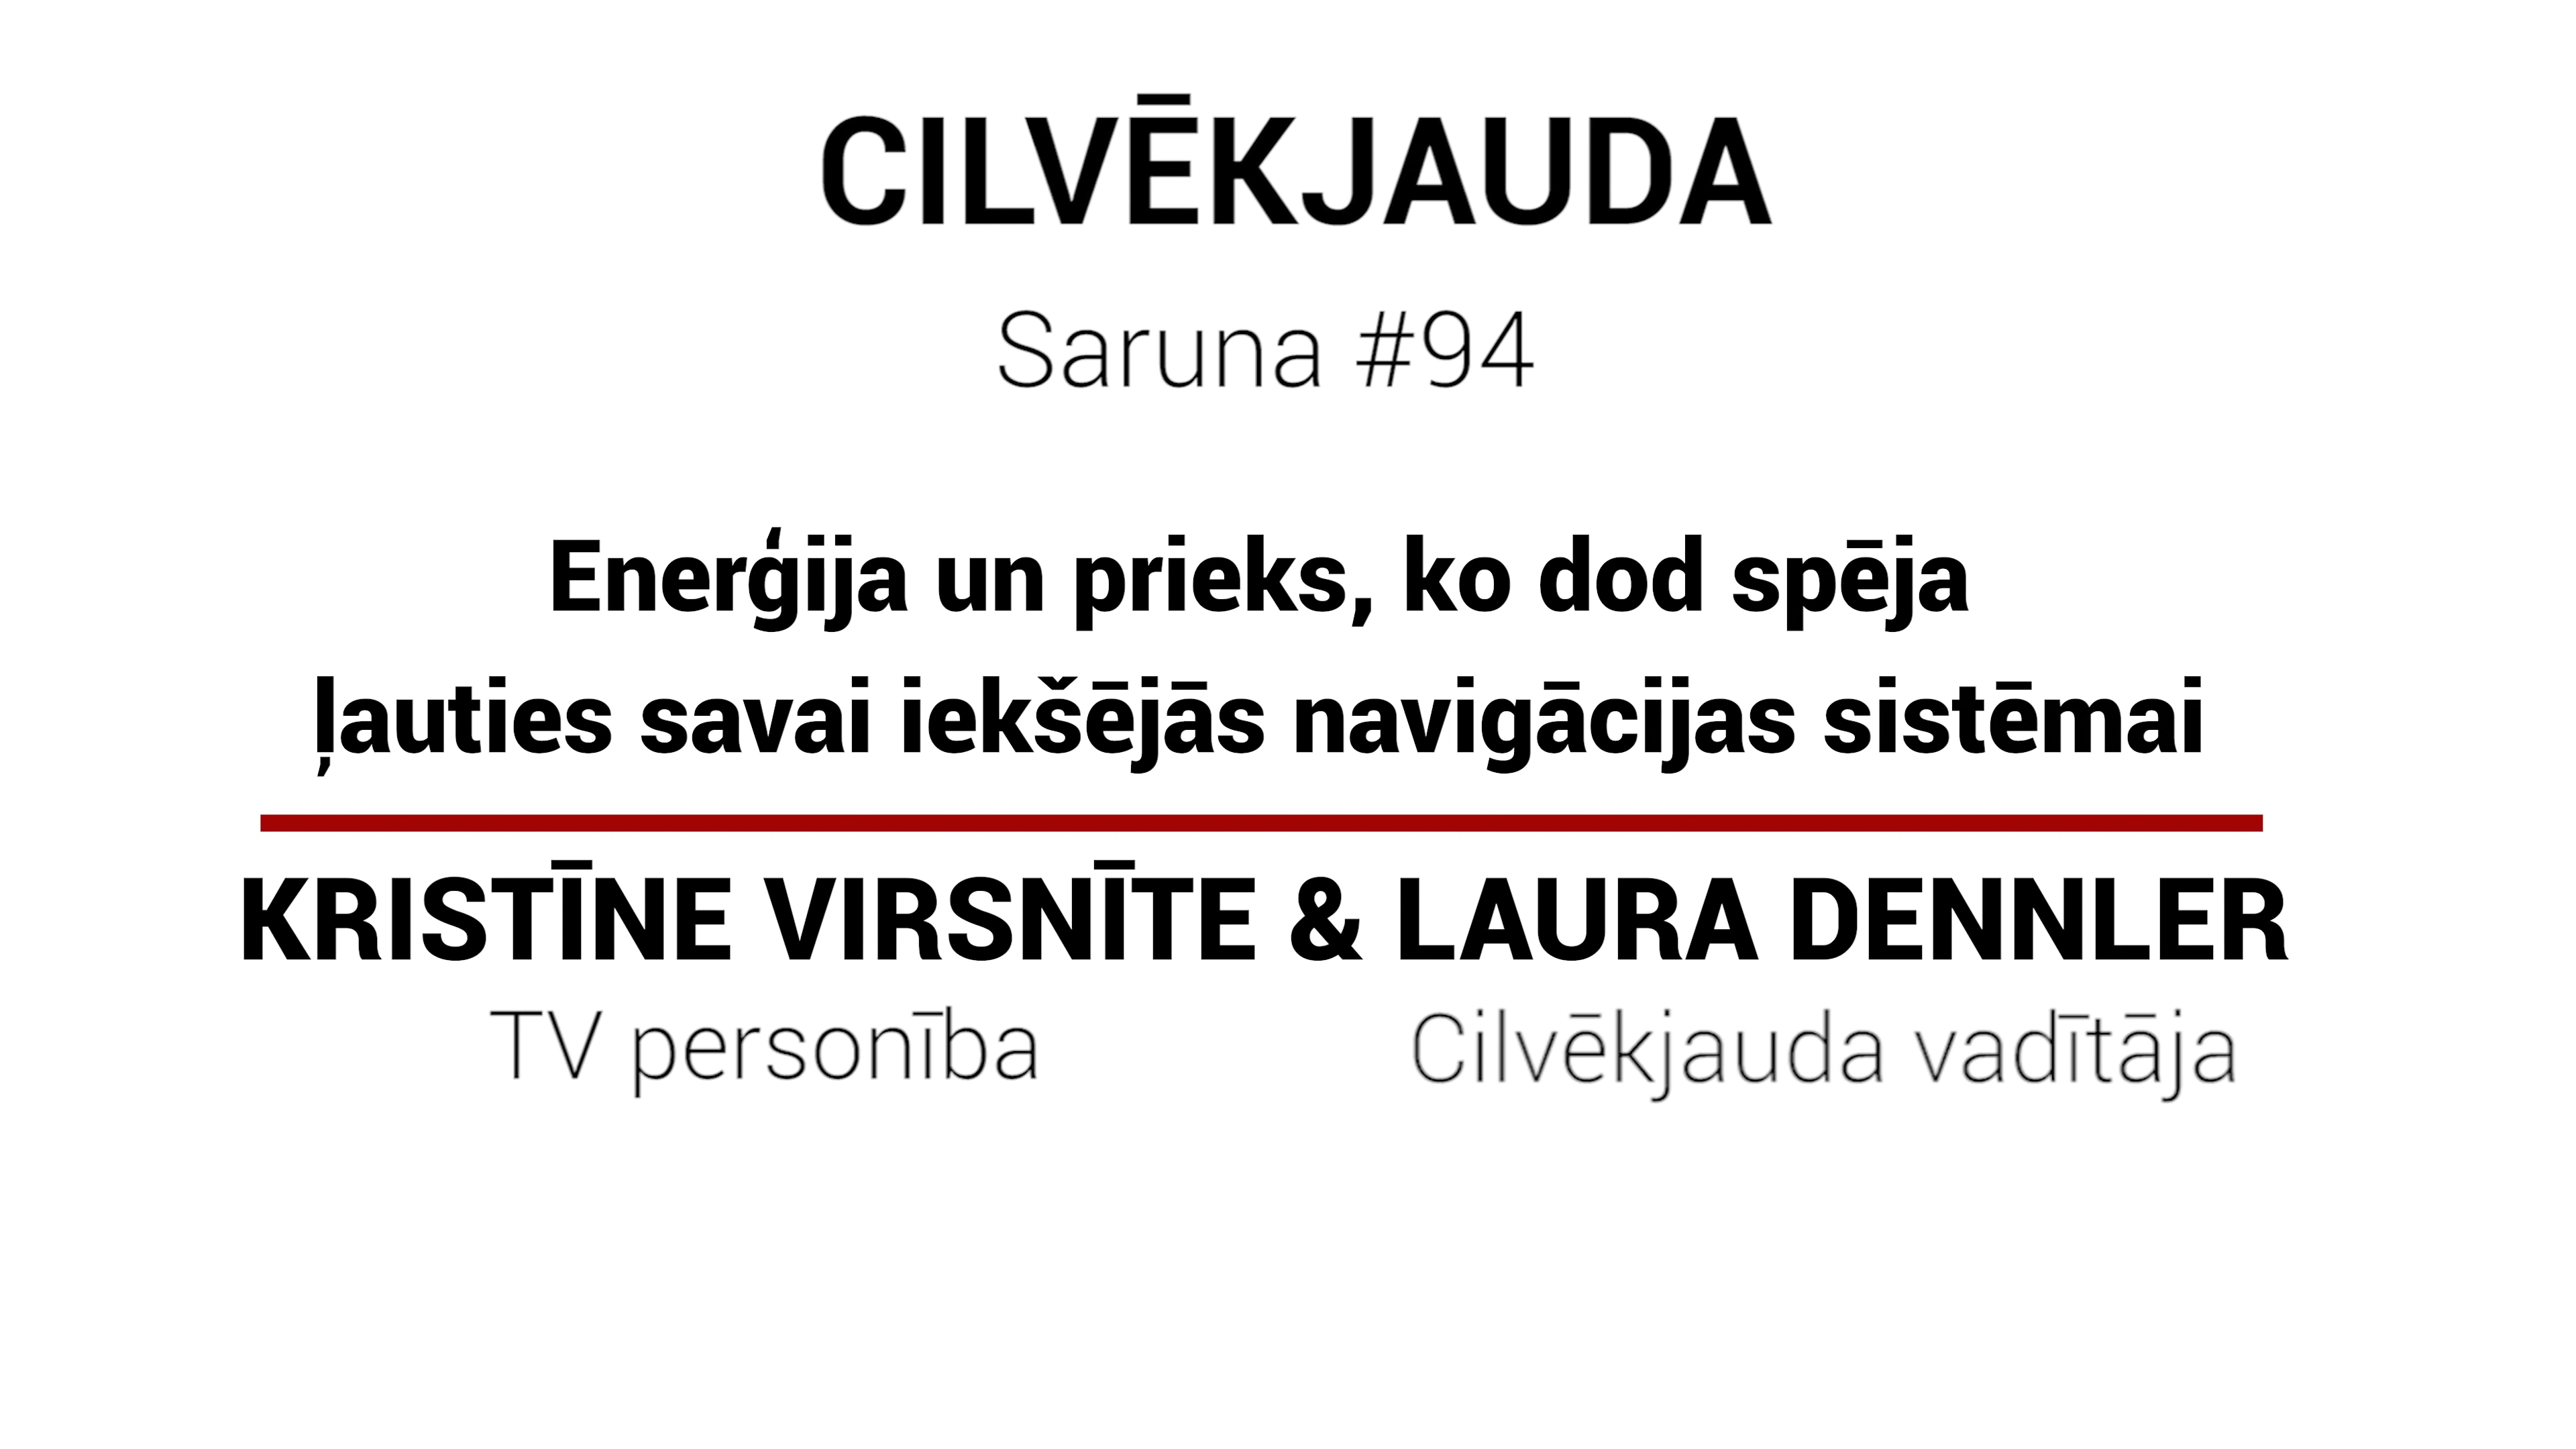 CILVĒKJAUDA
Saruna #94
Enerģija un prieks, ko dod spēja
ļauties savai iekšējās navigācijas sistēmai
KRISTĪNE VIRSNĪTE & LAURA DENNLER
TV personība Cilvēkjauda vadītāja